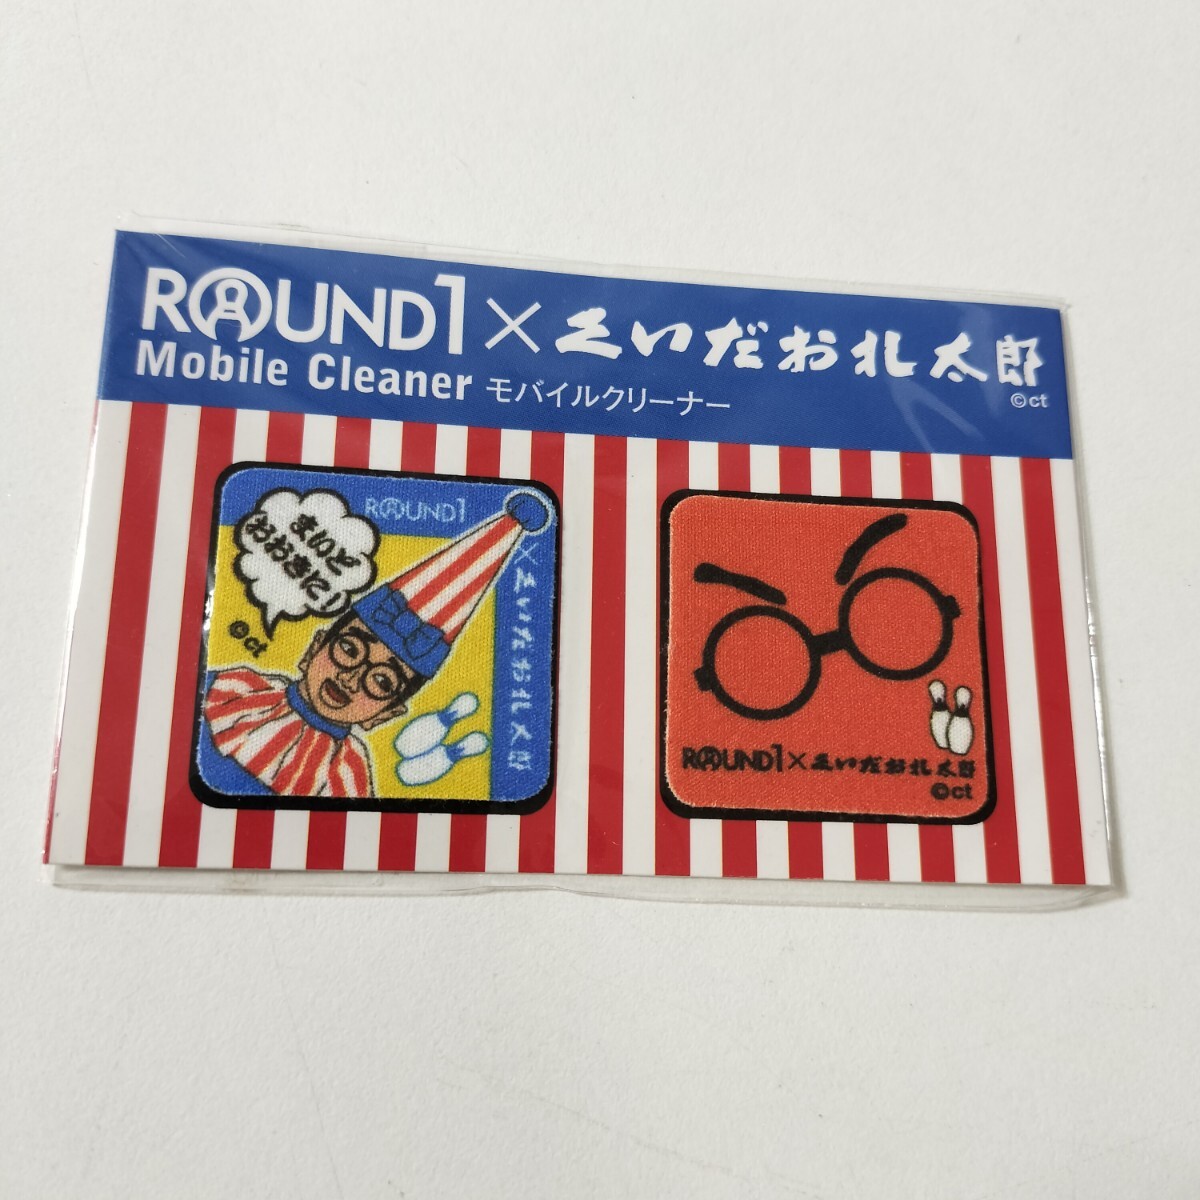 ROUND1×くいだおれ太郎
Mobile Cleaner モバイルクリーナー
©ct
ROUND1
×くいだおれ太郎
まいど
おおきに!
©ct
ROUND1×くいだおれ太郎
©ct